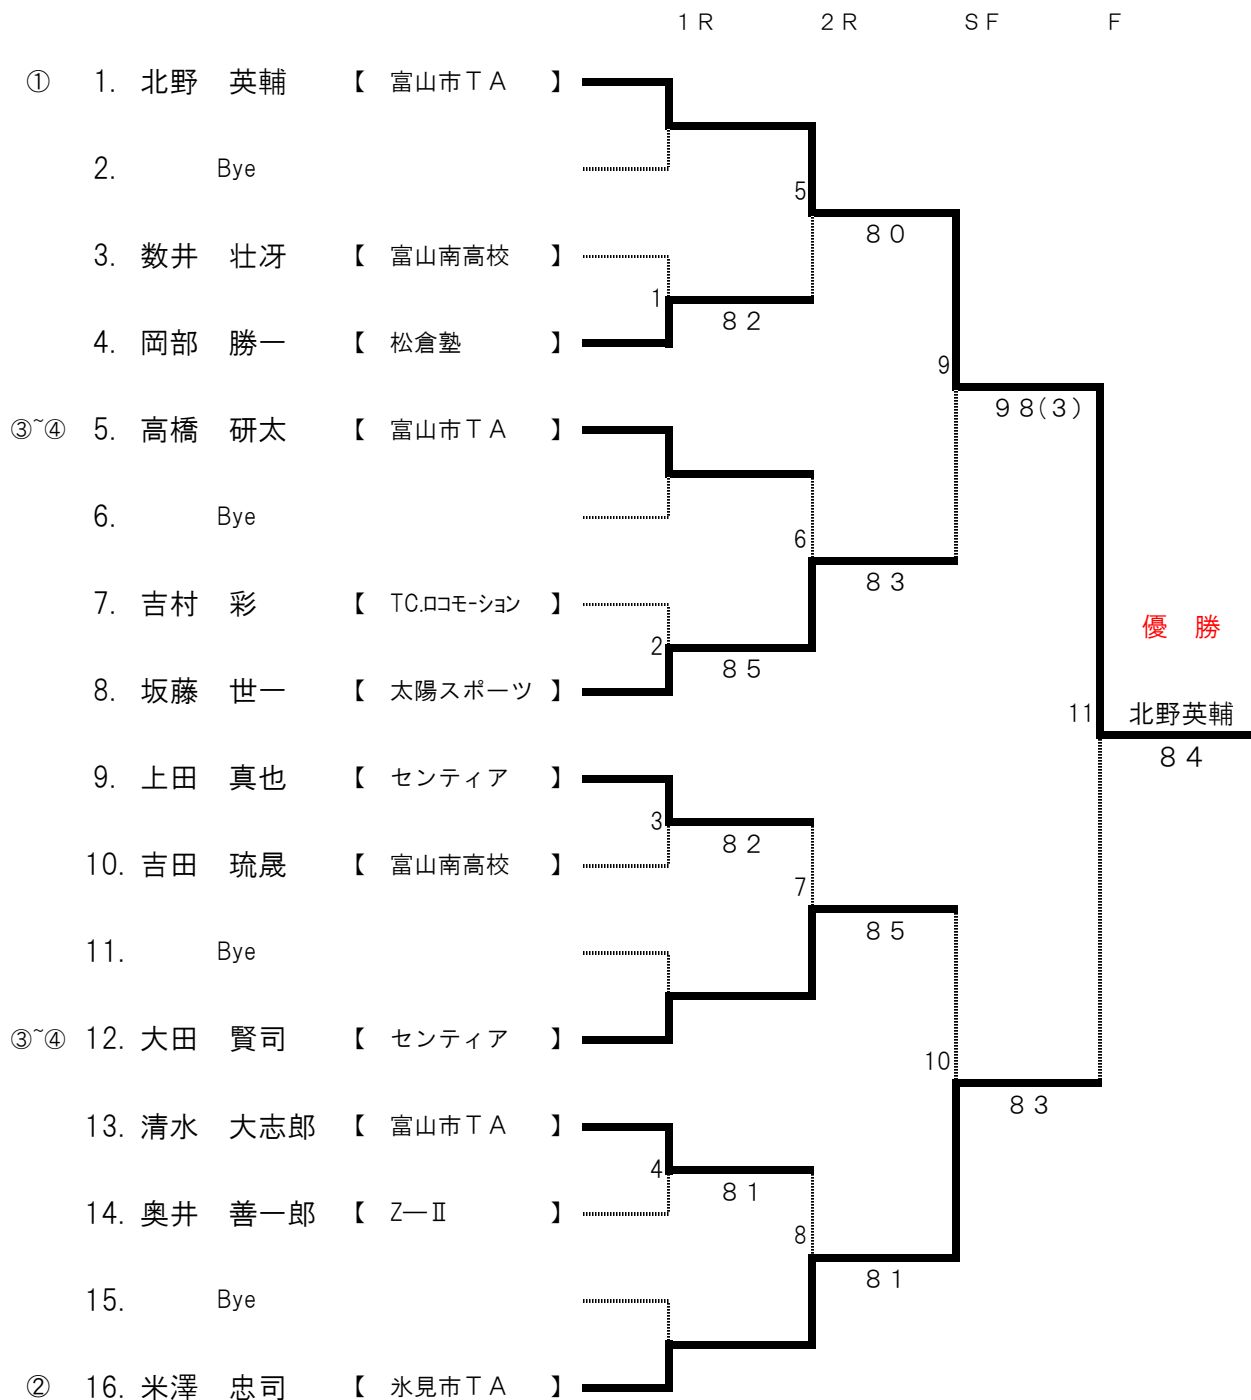 １Ｒ ２Ｒ ＳＦ Ｆ
① 1. 北野　英輔 【 富山市ＴＡ 】
2. Bye
5
８０
3. 数井　壮冴 【 富山南高校 】
1
８２
4. 岡部　勝一 【 松倉塾 】
9
９８(３)
③~④ 5. 高橋　研太 【 富山市ＴＡ 】
6. Bye
6
８３
7. 吉村　彩 【 TC.ﾛｺﾓｰｼｮﾝ 】
優　勝
2
８５
8. 坂藤　世一 【 太陽スポーツ 】
11 北野英輔
８４
9. 上田　真也 【 センティア 】
3
８２
10. 吉田　琉晟 【 富山南高校 】
7
８５
11. Bye
③~④ 12. 大田　賢司 【 センティア 】
10
８３
13. 清水　大志郎 【 富山市ＴＡ 】
4
８１
14. 奥井　善一郎 【 Z―Ⅱ 】
8
８１
15. Bye
② 16. 米澤　忠司 【 氷見市ＴＡ 】